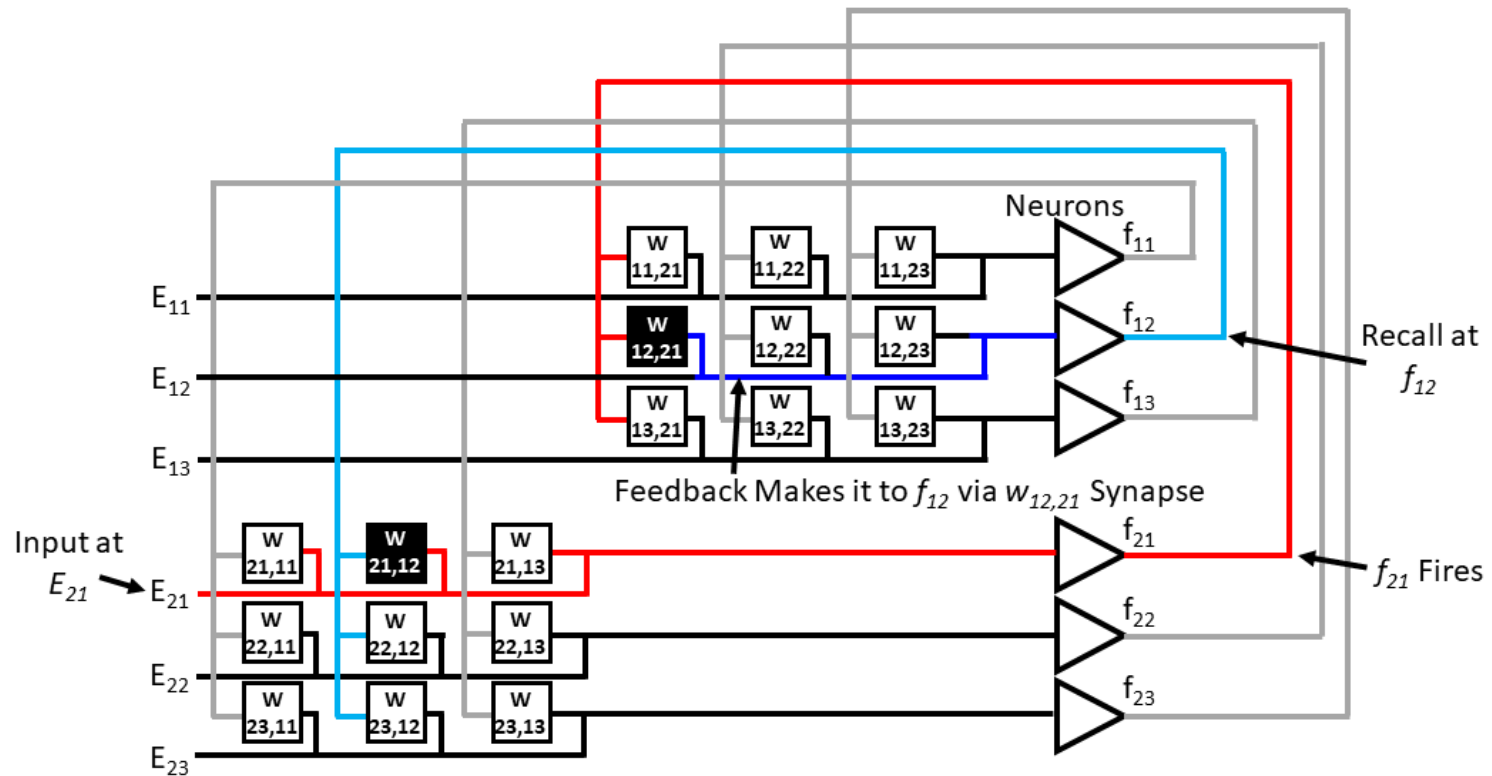 Neurons
W
11,21
W
11,22
W
11,23
f11
E11
W
12,21
W
12,22
W
12,23
f12
Recall at
f12
E12
W
13,21
W
13,22
W
13,23
f13
E13
Feedback Makes it to f12 via w12,21 Synapse
Input at
E21
W
21,11
W
21,12
W
21,13
f21
f21 Fires
E21
W
22,11
W
22,12
W
22,13
f22
E22
W
23,11
W
23,12
W
23,13
f23
E23